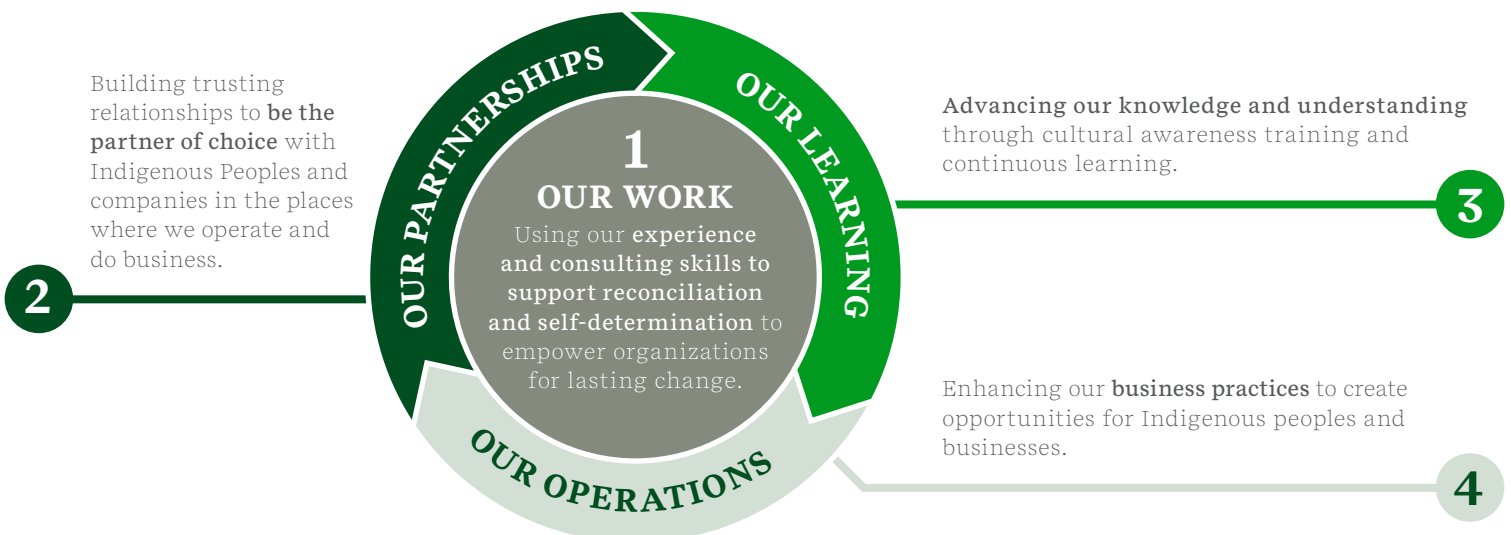 Building trusting
relationships to be the
partner of choice with
Indigenous Peoples and
companies in the places
where we operate and
do business.
2
OUR PARTNERSHIPS
1
OUR WORK
Using our experience
and consulting skills to
support reconciliation
and self-determination to
empower organizations
for lasting change.
OUR LEARNING
Advancing our knowledge and understanding
through cultural awareness training and
continuous learning.
3
OUR OPERATIONS
Enhancing our business practices to create
opportunities for Indigenous peoples and
businesses.
4